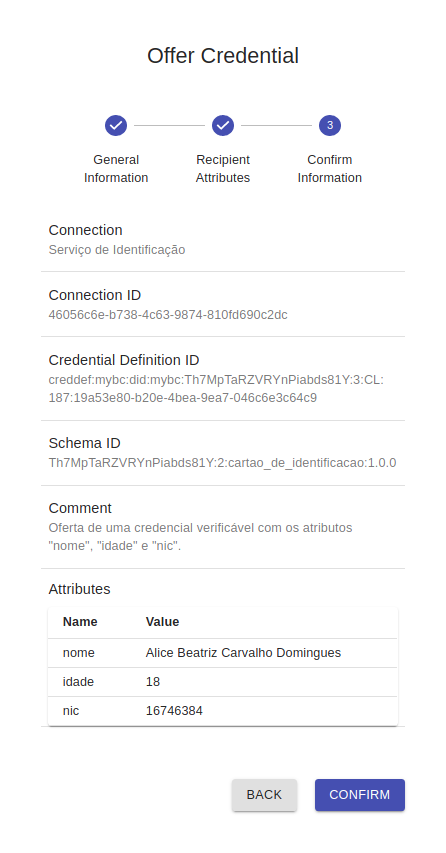 Offer Credential
3
General
Information
Recipient
Attributes
Confirm
Information
Connection
Serviço de Identificação
Connection ID
46056c6e-b738-4c63-9874-810fd690c2dc
Credential Definition ID
creddef:mybc:did:mybc:Th7MpTaRZVRYnPiabds81Y:3:CL:
187:19a53e80-b20e-4bea-9ea7-046c6e3c64c9
Schema ID
Th7MpTaRZVRYnPiabds81Y:2:cartao_de_identificacao:1.0.0
Comment
Oferta de uma credencial verificável com os atributos
"nome", "idade" e "nic".
Attributes
Name Value
nome Alice Beatriz Carvalho Domingues
idade 18
nic 16746384
BACK CONFIRM